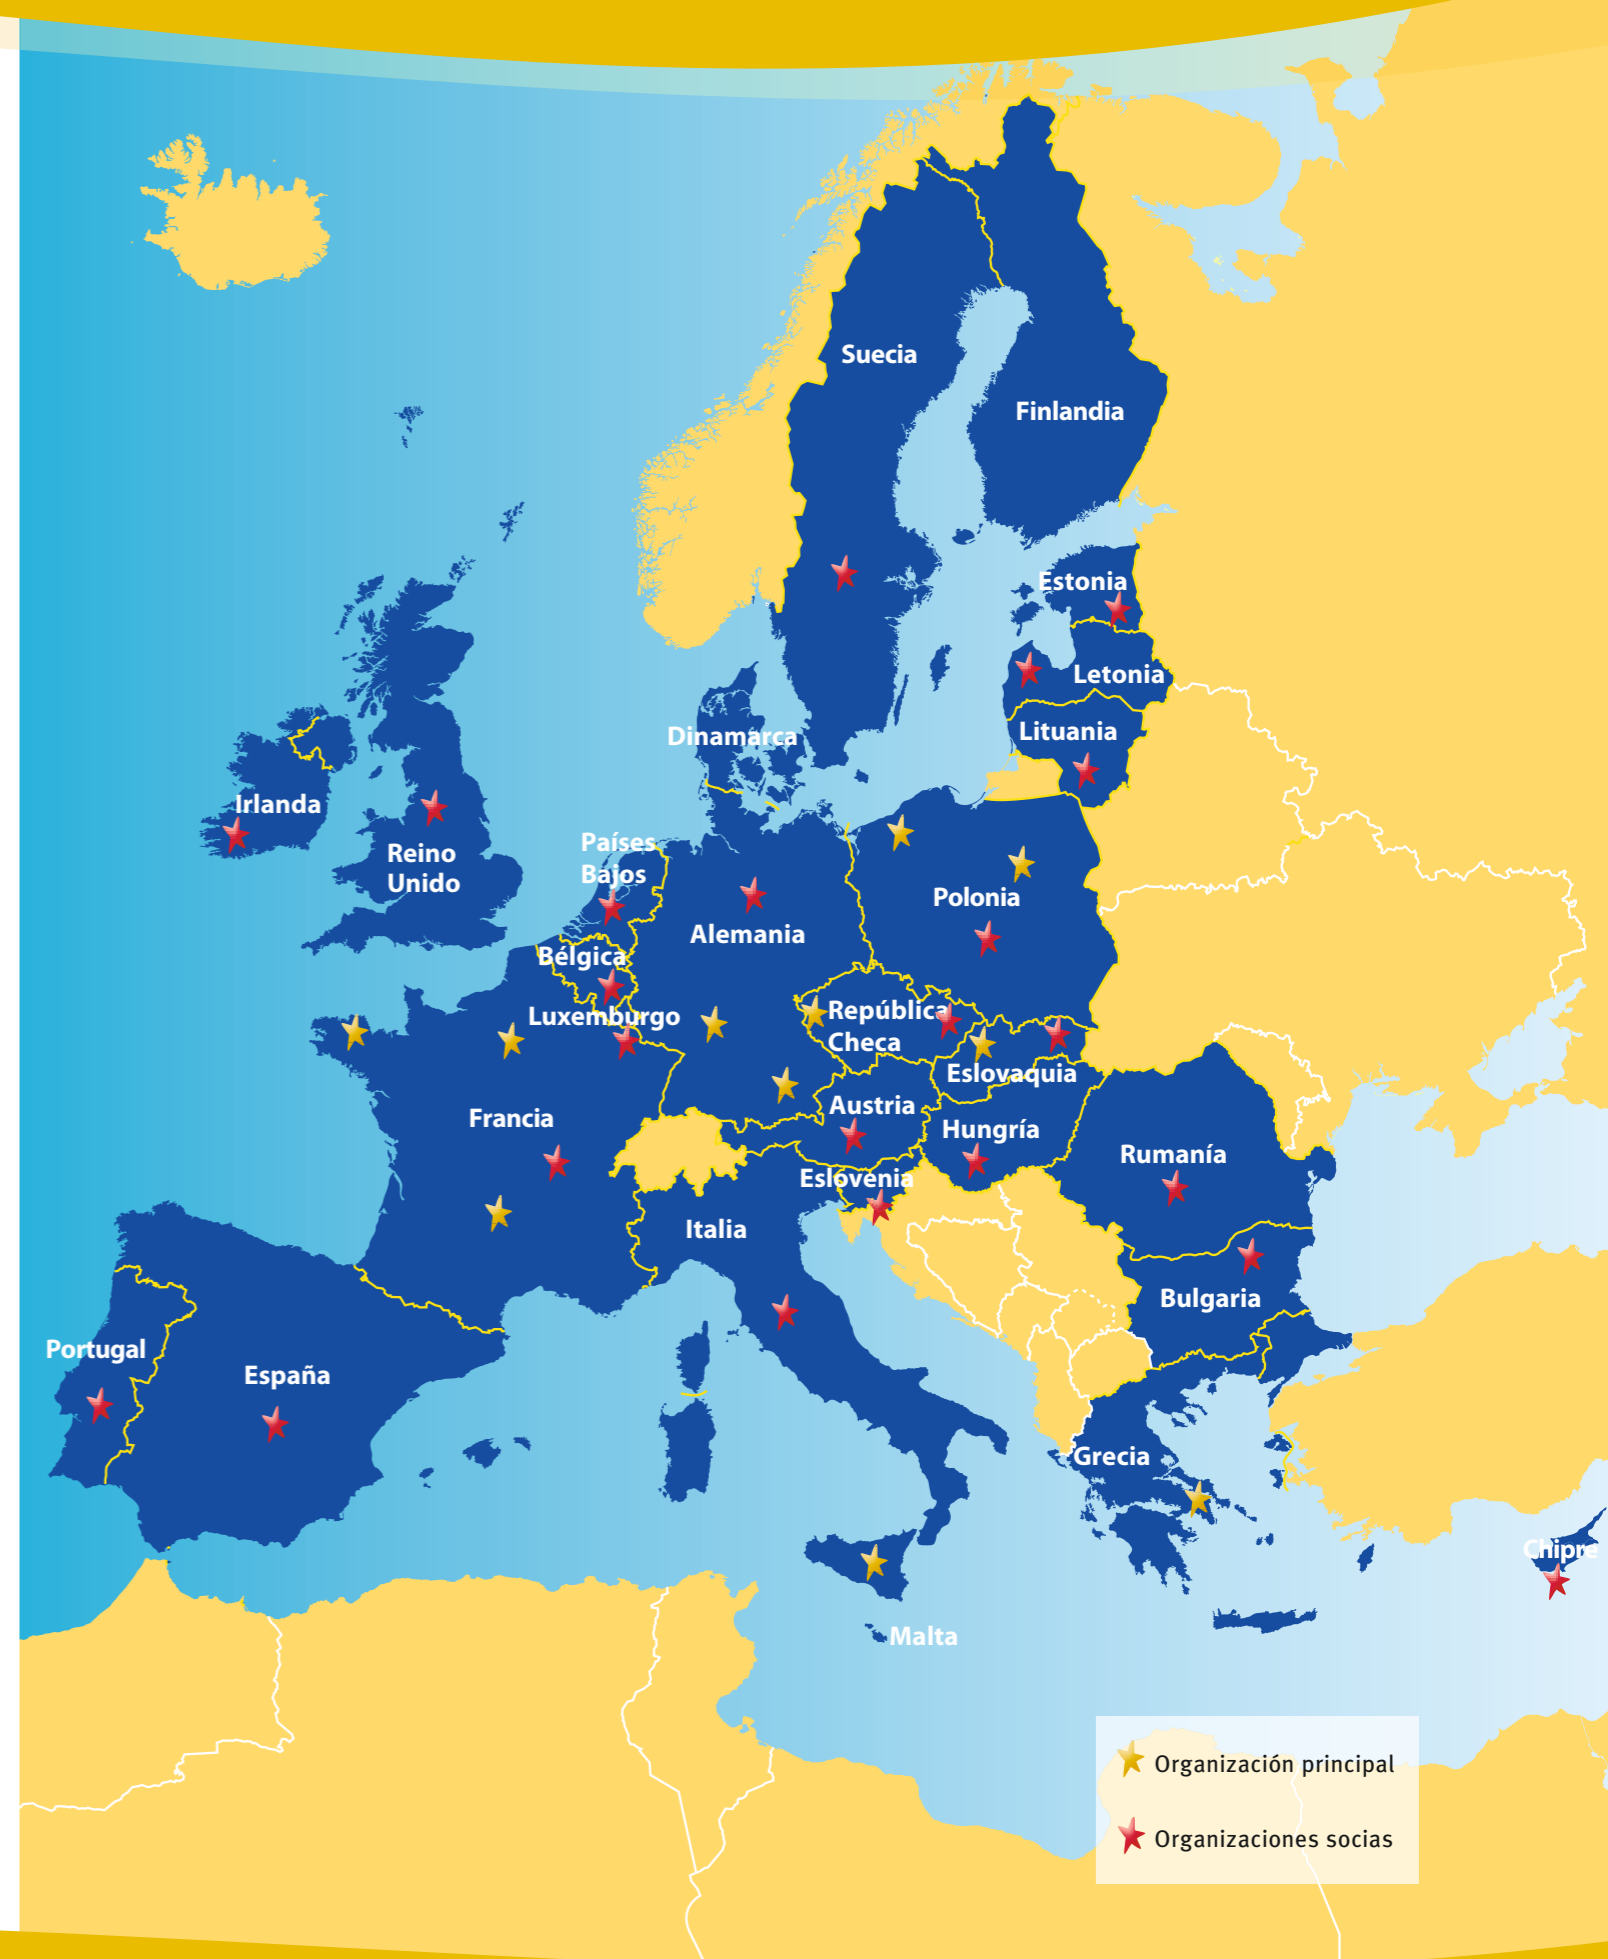 Suecia
Finlandia
Estonia
Letonia
Lituania
Dinamarca
Irlanda
Reino
Unido
Países
Bajos
Polonia
Alemania
Bélgica
República
Checa
Luxemburgo
Eslovaquia
Austria
Francia
Hungría
Rumanía
Eslovenia
Italia
Bulgaria
Portugal
España
Grecia
Chipre
Malta
Organización principal
Organizaciones socias